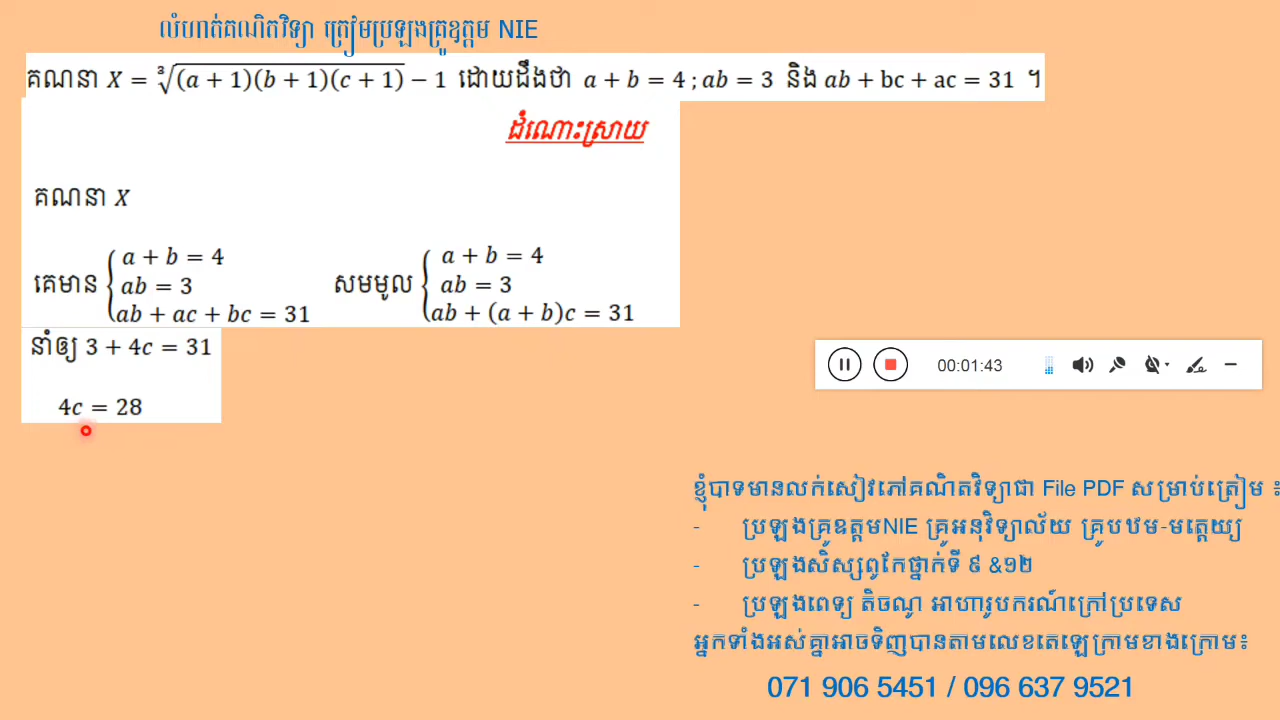 លំហាត់គណិតវិទ្យា ត្រៀមប្រឡងគ្រូឧត្តម NIE
គណនា X = ∛(a + 1)(b + 1)(c + 1) − 1 ដោយដឹងថា a + b = 4 ; ab = 3 និង ab + bc + ac = 31 ។
ដំណោះស្រាយ
គណនា X
គេមាន { a + b = 4
ab = 3
ab + ac + bc = 31
សមមូល { a + b = 4
ab = 3
ab + (a + b)c = 31
នាំឲ្យ 3 + 4c = 31
4c = 28
00:01:43
ខ្ញុំបាទមានលក់សៀវភៅគណិតវិទ្យាជា File PDF សម្រាប់ត្រៀម ៖
- ប្រឡងគ្រូឧត្តមNIE គ្រូអនុវិទ្យាល័យ គ្រូបឋម-មត្តេយ្យ
- ប្រឡងសិស្សពូកែថ្នាក់ទី ៩ &១២
- ប្រឡងពេទ្យ តិចណូ អាហារូបករណ៍ក្រៅប្រទេស
អ្នកទាំងអស់គ្នាអាចទិញបានតាមលេខតេឡេក្រាមខាងក្រោម៖
071 906 5451 / 096 637 9521